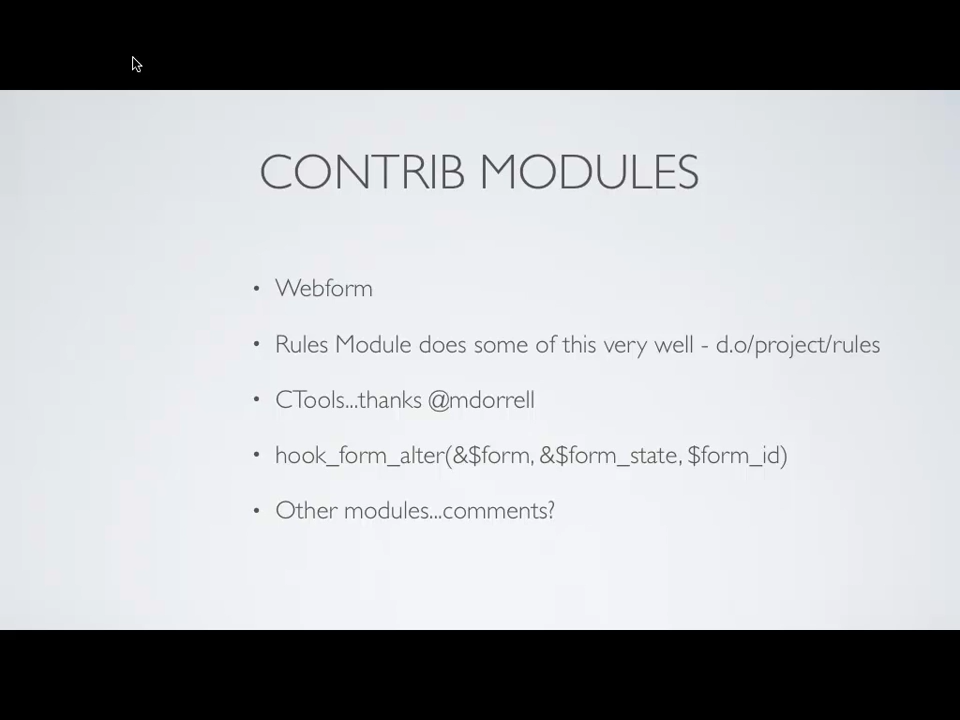 CONTRIB MODULES
• Webform
• Rules Module does some of this very well - d.o/project/rules
• CTools...thanks @mdorrell
• hook_form_alter(&$form, &$form_state, $form_id)
• Other modules...comments?